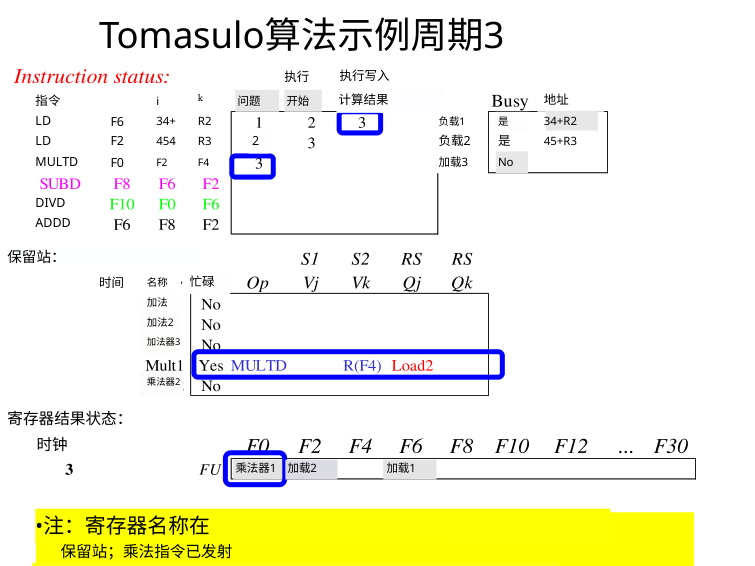 Tomasulo算法示例周期3
Instruction status:
执行
执行写入
指令 i k 问题 开始 计算结果 Busy 地址
LD F6 34+ R2 1 2 3 负载1 是 34+R2
LD F2 454 R3 2 3 负载2 是 45+R3
MULTD F0 F2 F4 3 加载3 No
SUBD F8 F6 F2
DIVD F10 F0 F6
ADDD F6 F8 F2
保留站： S1 S2 RS RS
时间 名称 ， 忙碌 Op Vj Vk Qj Qk
加法 No
加法2 No
加法器3 No
Mult1 Yes MULTD R(F4) Load2
乘法器2 No
寄存器结果状态：
时钟 F0 F2 F4 F6 F8 F10 F12 ... F30
3 FU 乘法器1 加载2 加载1
•注：寄存器名称在
保留站；乘法指令已发射